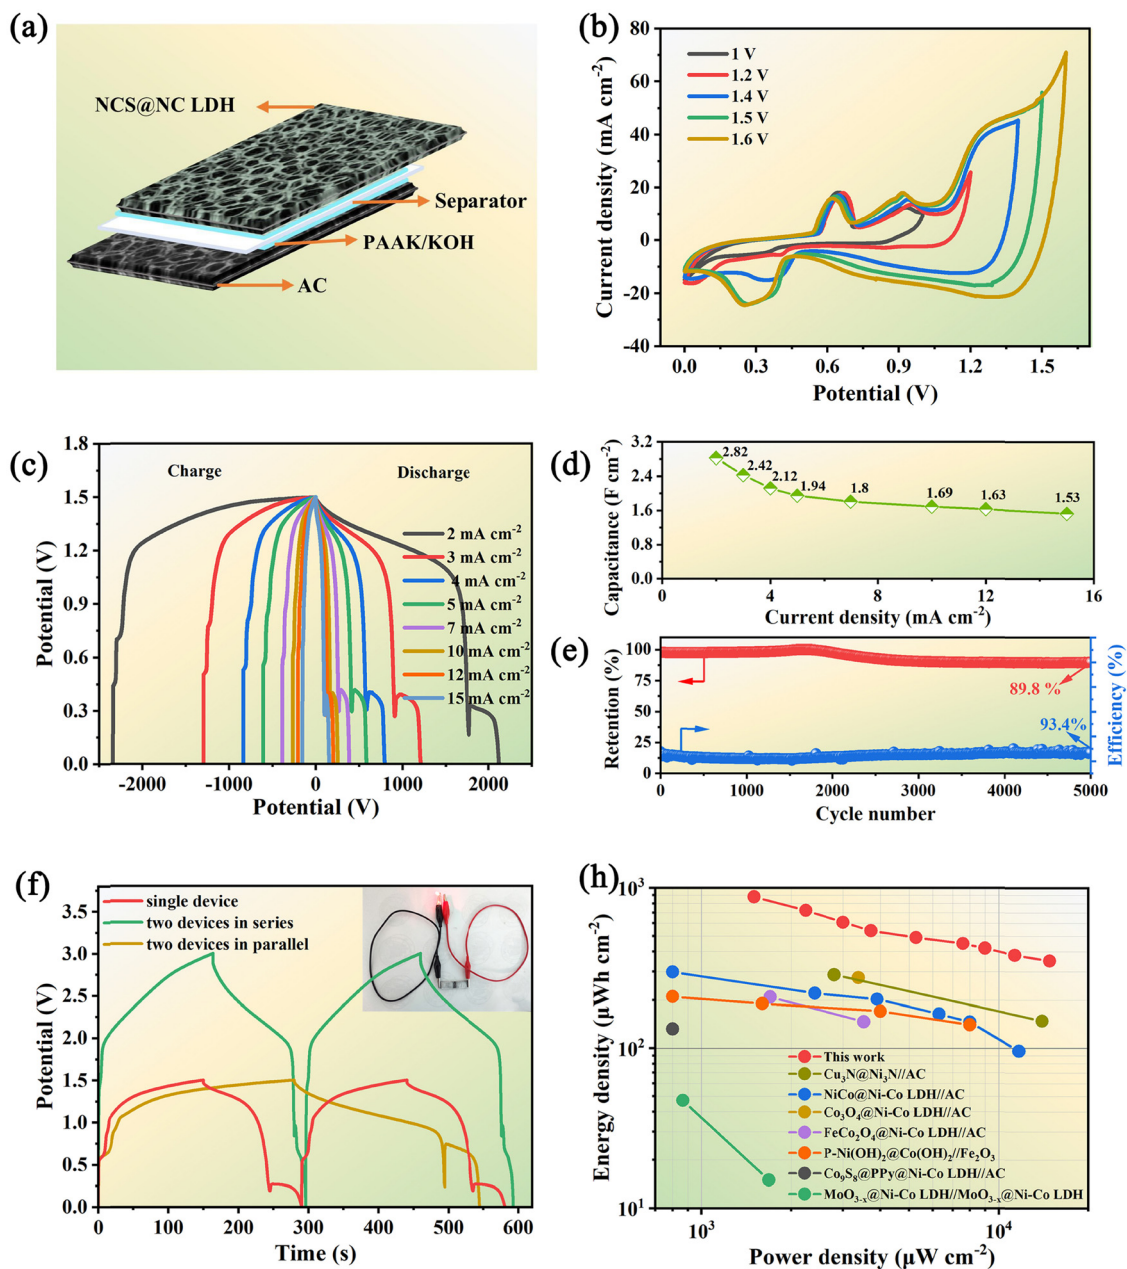 (a)
NCS@NC LDH
Separator
PAAK/KOH
AC
(b)
Current density (mA cm⁻²)
80
60
40
20
0
-20
-40
1 V
1.2 V
1.4 V
1.5 V
1.6 V
0.0 0.3 0.6 0.9 1.2 1.5
Potential (V)
(c)
Potential (V)
1.8
1.5
1.2
0.9
0.6
0.3
0.0
Charge
Discharge
2 mA cm⁻²
3 mA cm⁻²
4 mA cm⁻²
5 mA cm⁻²
7 mA cm⁻²
10 mA cm⁻²
12 mA cm⁻²
15 mA cm⁻²
-2000 -1000 0 1000 2000
Potential (V)
(d)
Capacitance (F cm⁻²)
3.2
2.4
1.6
0.8
0.0
2.82
2.42
2.12
1.94
1.8
1.69
1.63
1.53
0 4 8 12 16
Current density (mA cm⁻²)
(e)
Retention (%)
100
75
50
25
0
89.8 %
93.4%
Efficiency (%)
0 1000 2000 3000 4000 5000
Cycle number
(f)
Potential (V)
3.5
3.0
2.5
2.0
1.5
1.0
0.5
0.0
single device
two devices in series
two devices in parallel
0 100 200 300 400 500 600
Time (s)
(h)
Energy density (μWh cm⁻²)
10³
10²
10¹
This work
Cu₃N@Ni₃N//AC
NiCo@Ni-Co LDH//AC
Co₃O₄@Ni-Co LDH//AC
FeCo₂O₄@Ni-Co LDH//AC
P-Ni(OH)₂@Co(OH)₂//Fe₂O₃
Co₉S₈@PPy@Ni-Co LDH//AC
MoO₃₋ₓ@Ni-Co LDH//MoO₃₋ₓ@Ni-Co LDH
10³ 10⁴
Power density (μW cm⁻²)